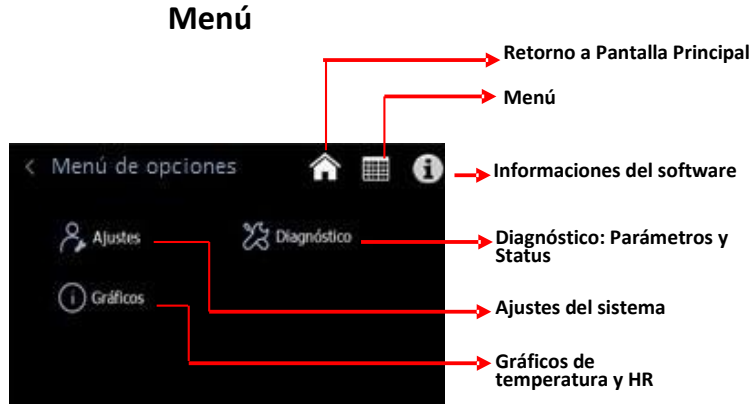 Menú
Retorno a Pantalla Principal
Menú
Menú de opciones
Informaciones del software
Ajustes
Diagnóstico
Diagnóstico: Parámetros y
Status
Gráficos
Ajustes del sistema
Gráficos de
temperatura y HR